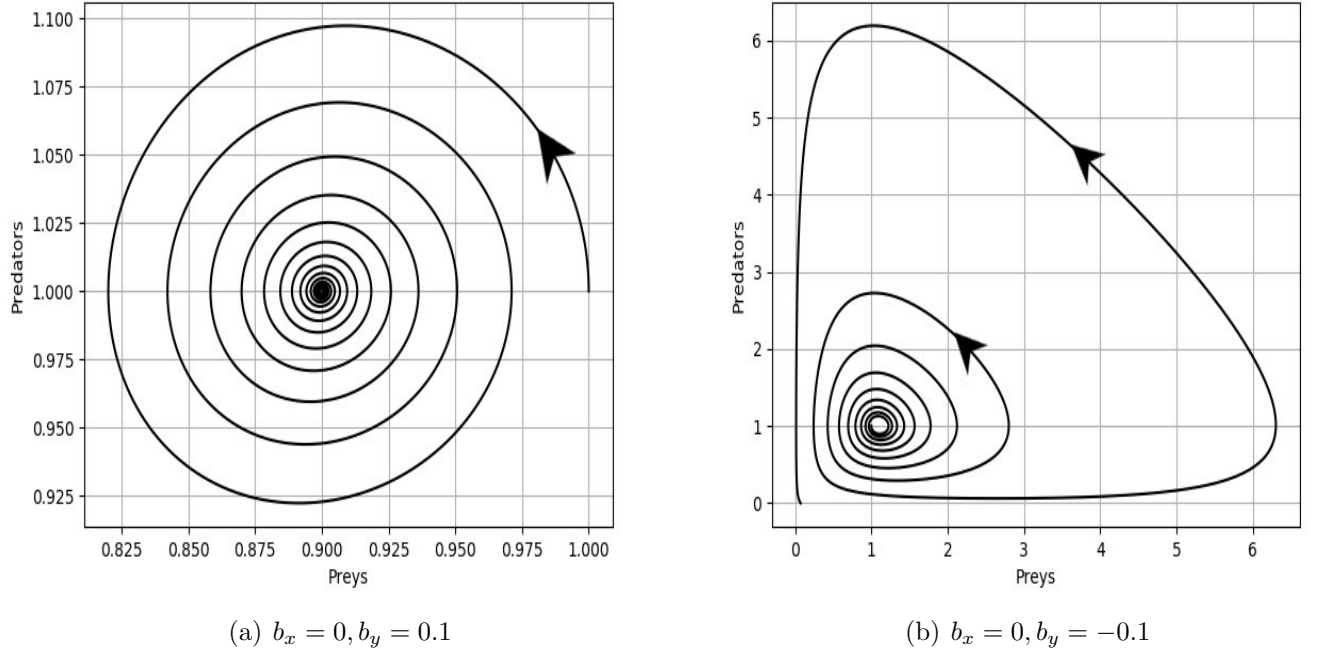 1.100
1.075
1.050
1.025
1.000
0.975
0.950
0.925
Predators
0.825 0.850 0.875 0.900 0.925 0.950 0.975 1.000
Preys
(a) $b_x = 0, b_y = 0.1$
6
5
4
3
2
1
0
Predators
0 1 2 3 4 5 6
Preys
(b) $b_x = 0, b_y = -0.1$